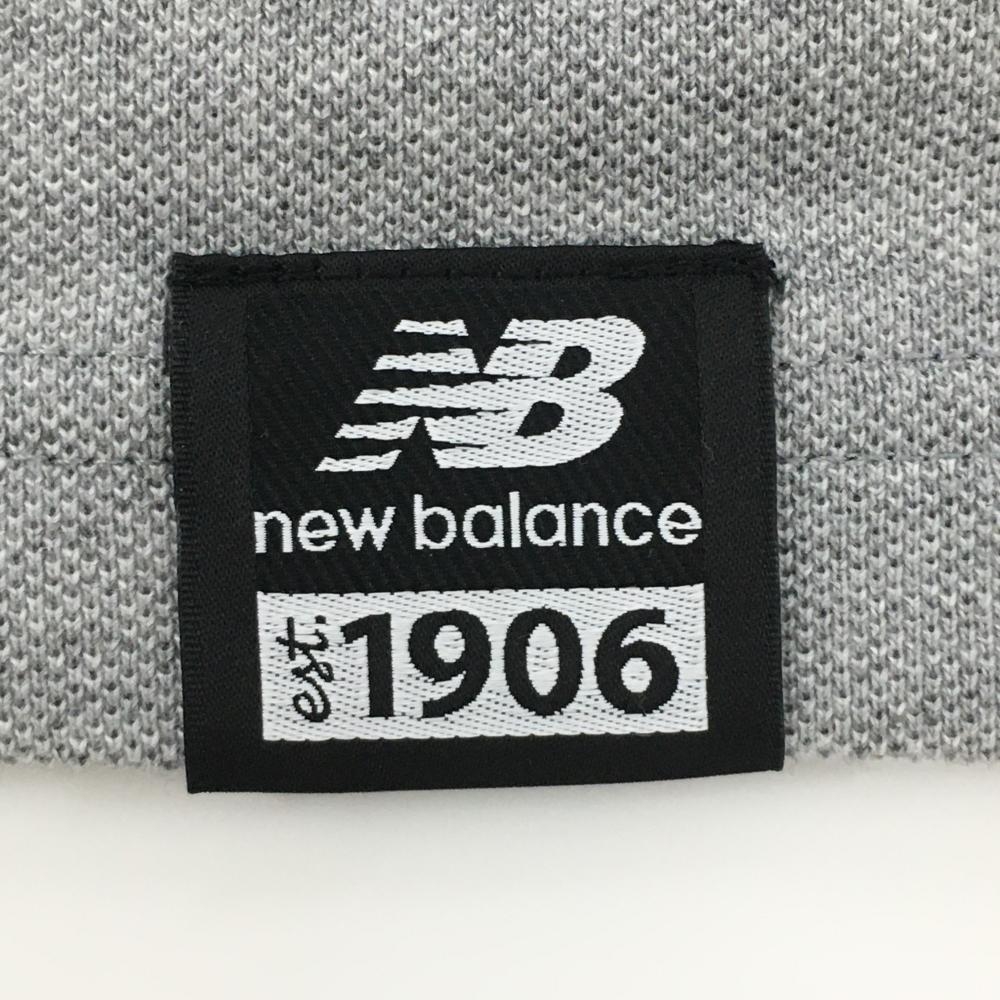 NB
new balance
est. 1906